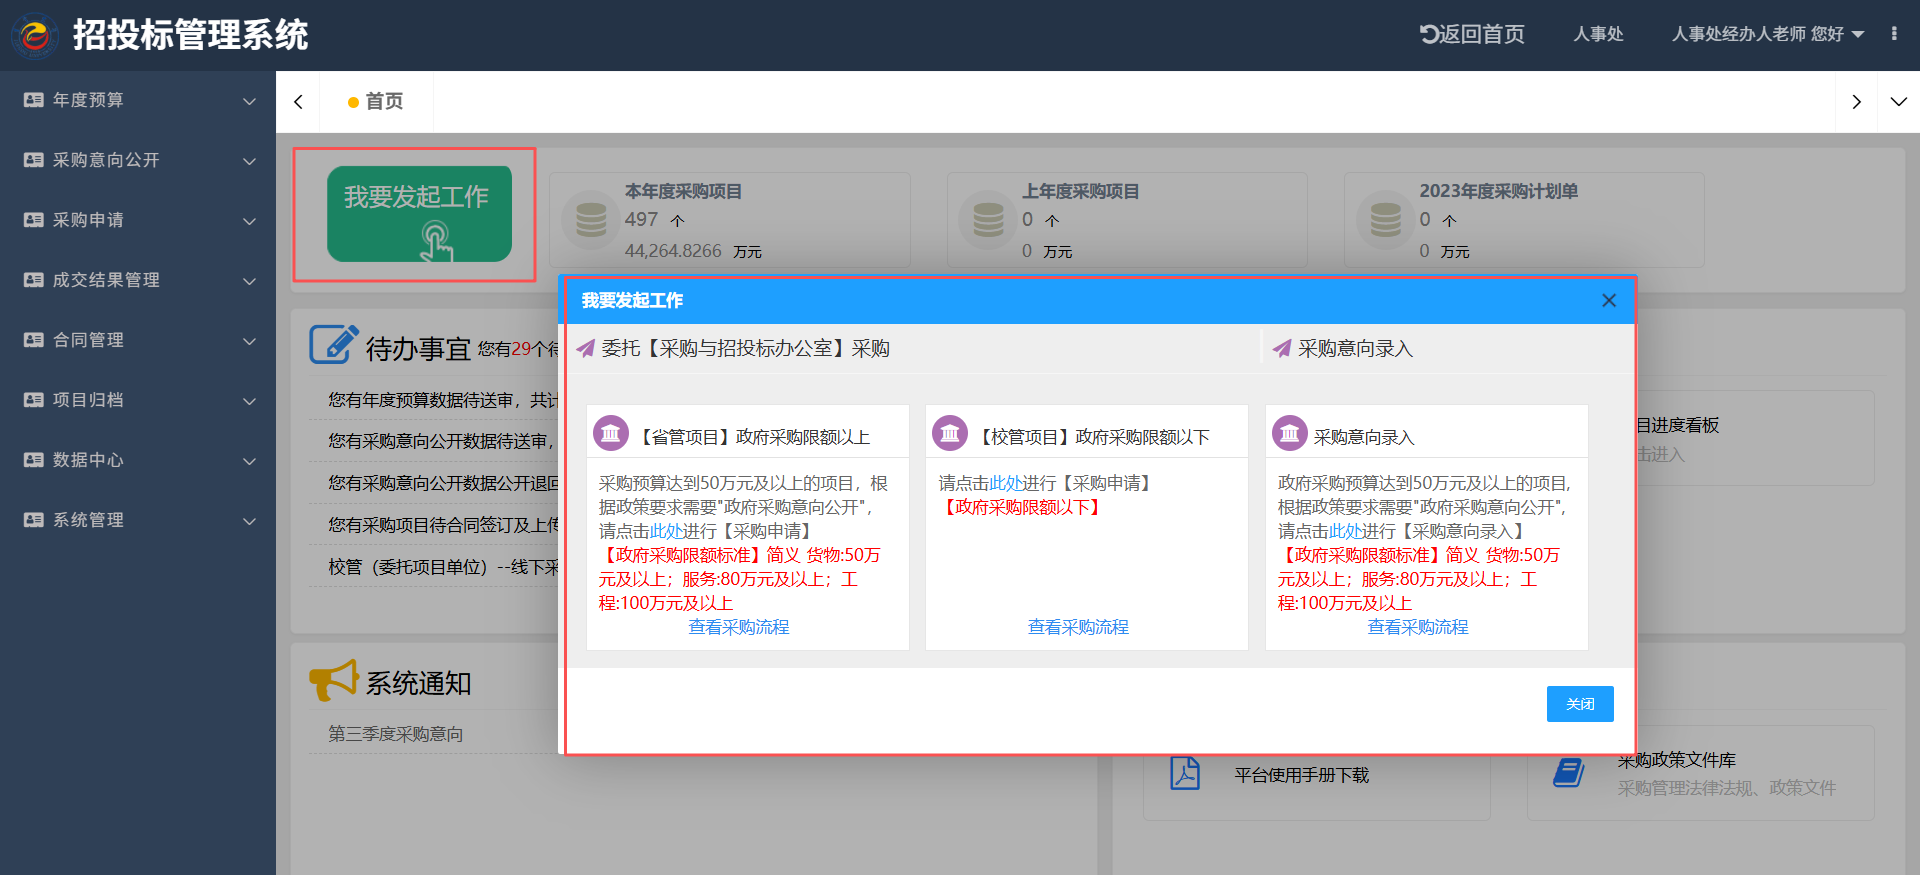 招投标管理系统
返回首页
人事处
人事处经办人老师 您好
年度预算
采购意向公开
采购申请
成交结果管理
合同管理
项目归档
数据中心
系统管理
首页
我要发起工作
本年度采购项目
497 个
44,264.8266 万元
上年度采购项目
0 个
0 万元
2023年度采购计划单
0 个
0 万元
待办事宜 您有29个待
您有年度预算数据待送审，共计
您有采购意向公开数据待送审，
您有采购意向公开数据公开退回
您有采购项目待合同签订及上传
校管（委托项目单位）--线下采
系统通知
第三季度采购意向
我要发起工作
委托【采购与招投标办公室】采购
采购意向录入
【省管项目】政府采购限额以上
采购预算达到50万元及以上的项目，根
据政策要求需要"政府采购意向公开"，
请点击此处进行【采购申请】
【政府采购限额标准】简义 货物:50万
元及以上；服务:80万元及以上；工
程:100万元及以上
查看采购流程
【校管项目】政府采购限额以下
请点击此处进行【采购申请】
【政府采购限额以下】
查看采购流程
采购意向录入
政府采购预算达到50万元及以上的项目，
根据政策要求需要"政府采购意向公开"，
请点击此处进行【采购意向录入】
【政府采购限额标准】简义 货物:50万
元及以上；服务:80万元及以上；工
程:100万元及以上
查看采购流程
关闭
目进度看板
击进入
平台使用手册下载
采购政策文件库
采购管理法律法规、政策文件